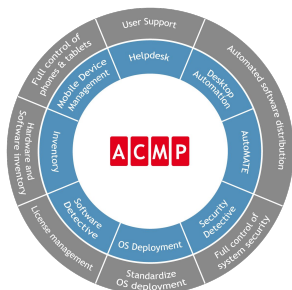 User Support
Automated software distribution
Full control of
system security
Standardize
OS deployment
License management
Hardware and
Software inventory
Full control of
phones & tablets
Helpdesk
Desktop
Automation
AutoMATE
Security
Detective
OS Deployment
Software
Detective
Inventory
Mobile Device
Management
ACMP